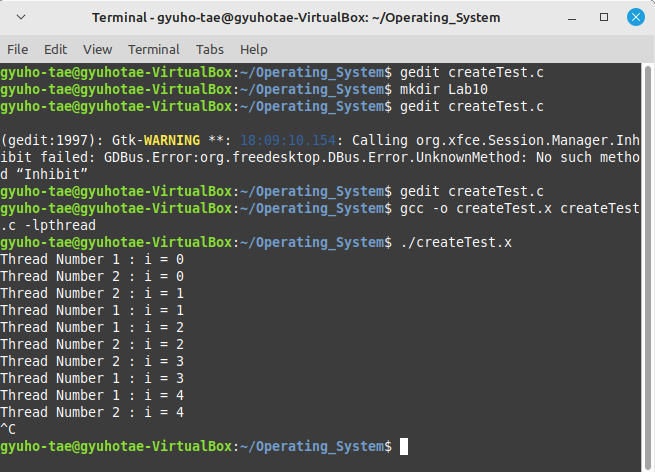 Terminal - gyuho-tae@gyuhotae-VirtualBox: ~/Operating_System
File Edit View Terminal Tabs Help
gyuho-tae@gyuhotae-VirtualBox:~/Operating_System$ gedit createTest.c
gyuho-tae@gyuhotae-VirtualBox:~/Operating_System$ mkdir Lab10
gyuho-tae@gyuhotae-VirtualBox:~/Operating_System$ gedit createTest.c
(gedit:1997): Gtk-WARNING **: 18:09:10.154: Calling org.xfce.Session.Manager.Inh
ibit failed: GDBus.Error:org.freedesktop.DBus.Error.UnknownMethod: No such metho
d “Inhibit”
gyuho-tae@gyuhotae-VirtualBox:~/Operating_System$ gedit createTest.c
gyuho-tae@gyuhotae-VirtualBox:~/Operating_System$ gcc -o createTest.x createTest
.c -lpthread
gyuho-tae@gyuhotae-VirtualBox:~/Operating_System$ ./createTest.x
Thread Number 1 : i = 0
Thread Number 2 : i = 0
Thread Number 2 : i = 1
Thread Number 1 : i = 1
Thread Number 1 : i = 2
Thread Number 2 : i = 2
Thread Number 2 : i = 3
Thread Number 1 : i = 3
Thread Number 1 : i = 4
Thread Number 2 : i = 4
^C
gyuho-tae@gyuhotae-VirtualBox:~/Operating_System$